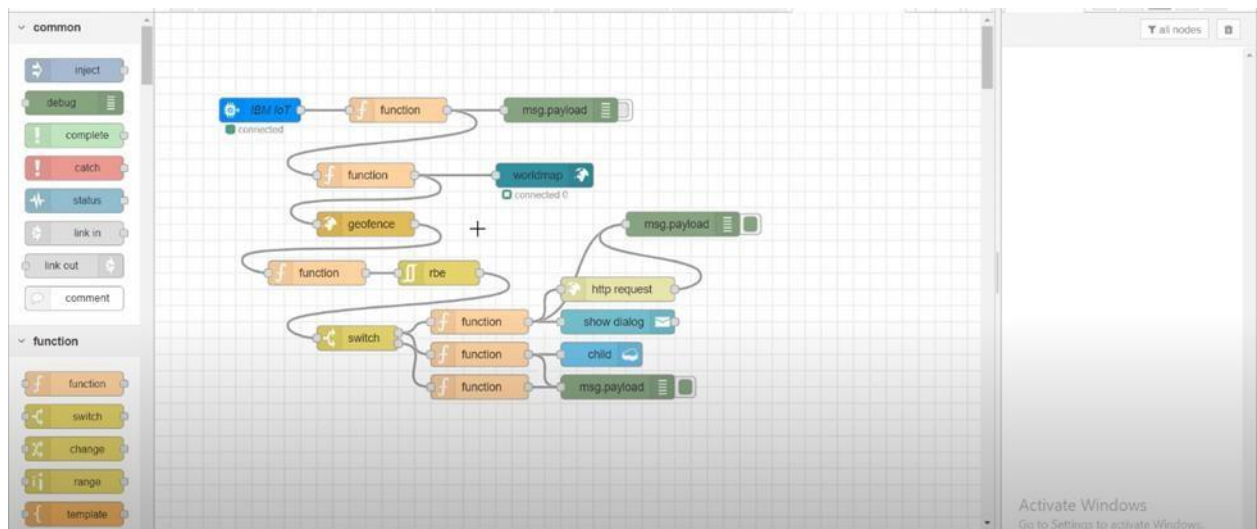 common
inject
debug
complete
catch
status
link in
link out
comment
function
function
switch
change
range
template
IBM IoT
connected
function
msg.payload
function
worldmap
connected 0
geofence
msg.payload
function
rbe
http request
switch
function
show dialog
function
child
function
msg.payload
all nodes
Activate Windows
Go to Settings to activate Windows.